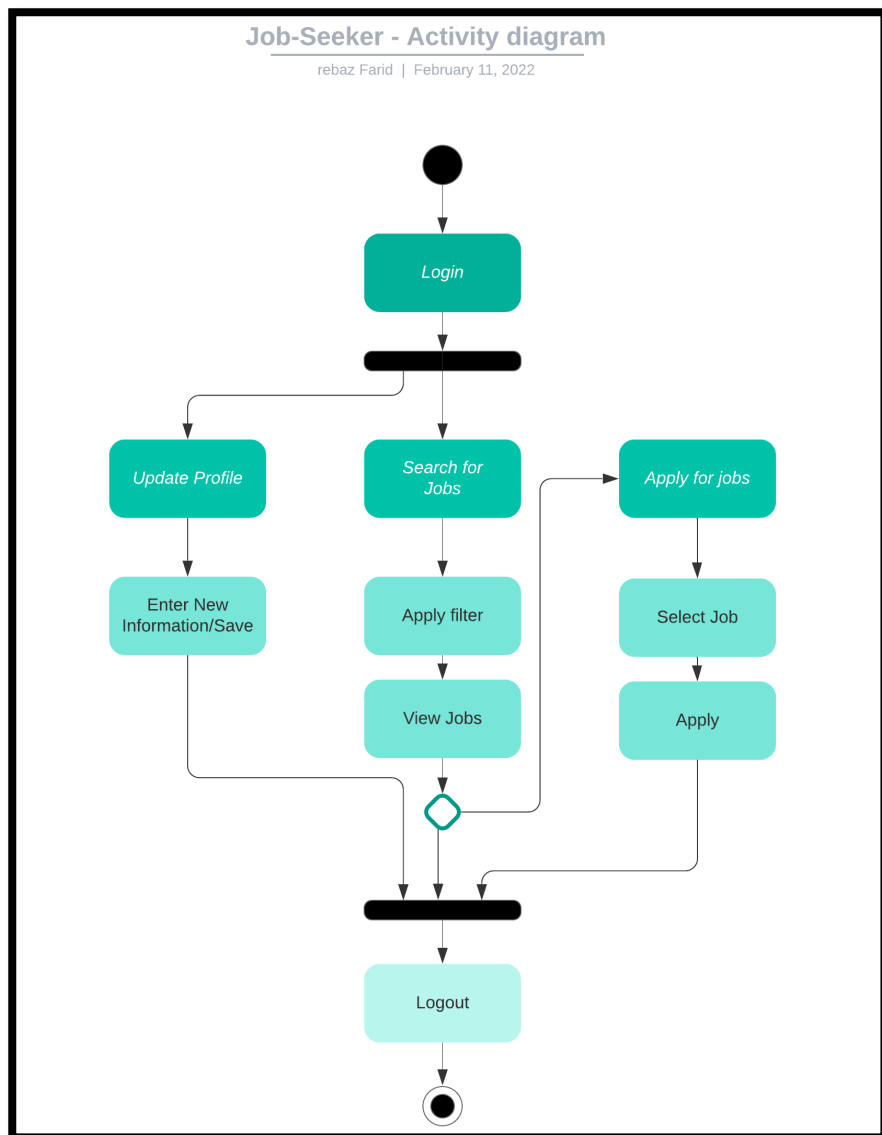 Job-Seeker - Activity diagram
rebaz Farid | February 11, 2022
Login
Update Profile
Search for
Jobs
Apply for jobs
Enter New
Information/Save
Apply filter
Select Job
View Jobs
Apply
Logout